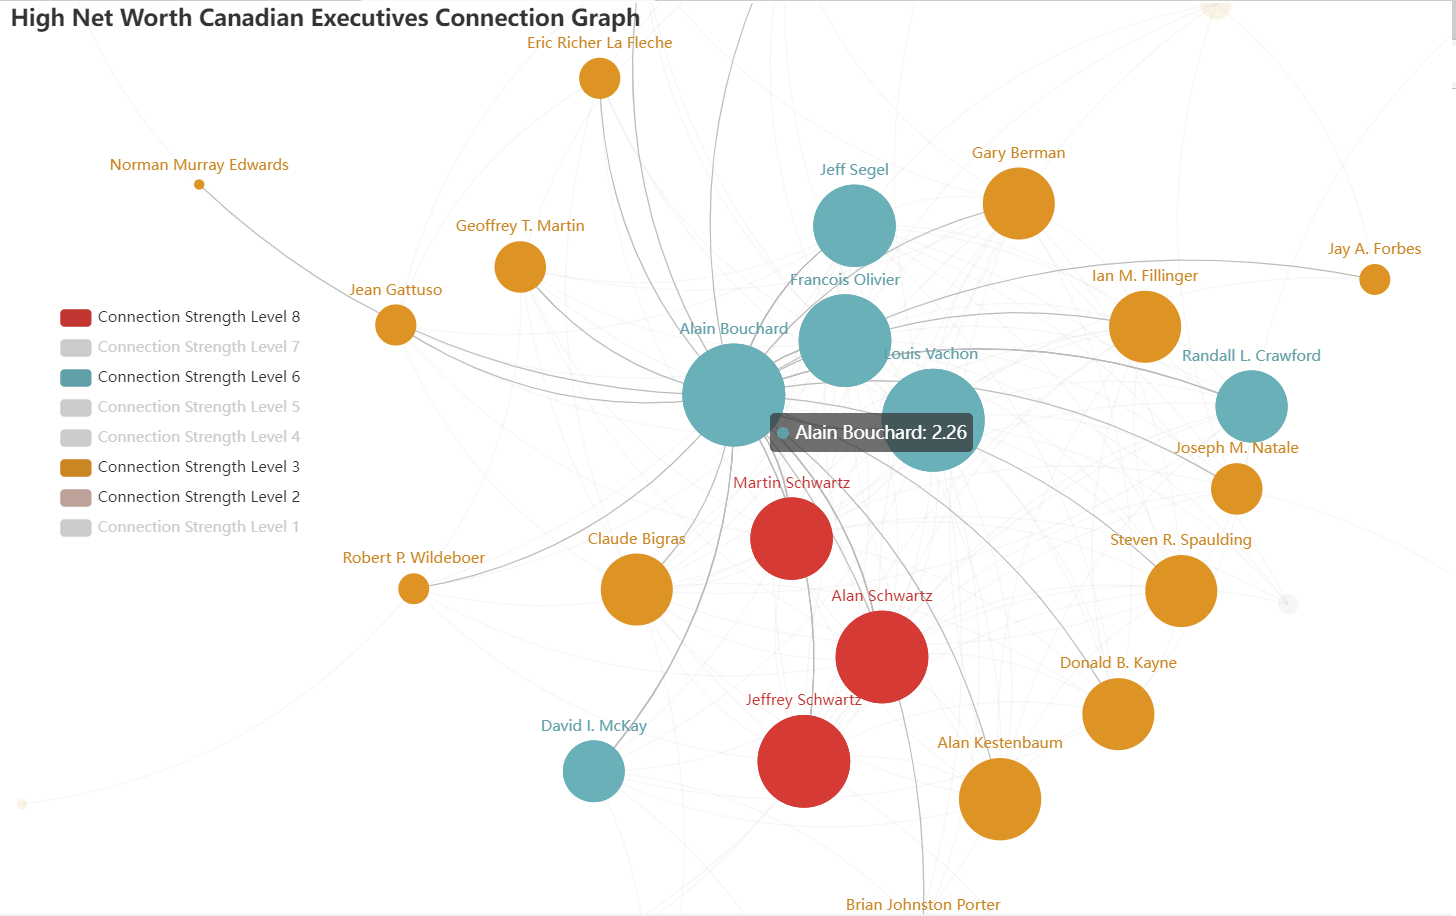 High Net Worth Canadian Executives Connection Graph
Eric Richer La Fleche
Norman Murray Edwards
Gary Berman
Jeff Segel
Geoffrey T. Martin
Jay A. Forbes
Francois Olivier
Ian M. Fillinger
Jean Gattuso
Alain Bouchard
Louis Vachon
Randall L. Crawford
Connection Strength Level 8
Connection Strength Level 7
Connection Strength Level 6
Connection Strength Level 5
Connection Strength Level 4
Connection Strength Level 3
Connection Strength Level 2
Connection Strength Level 1
Alain Bouchard: 2.26
Joseph M. Natale
Martin Schwartz
Claude Bigras
Steven R. Spaulding
Robert P. Wildeboer
Alan Schwartz
Donald B. Kayne
Jeffrey Schwartz
David I. McKay
Alan Kestenbaum
Brian Johnston Porter